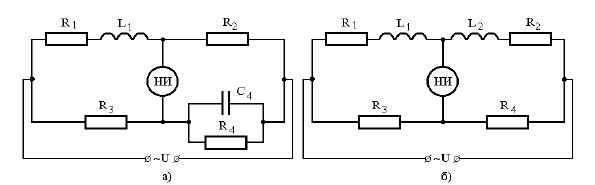 R1 L1 R2 R1 L1 L2 R2
НИ НИ
C4
R3 R4 R3 R4
~U ~U
а) б)